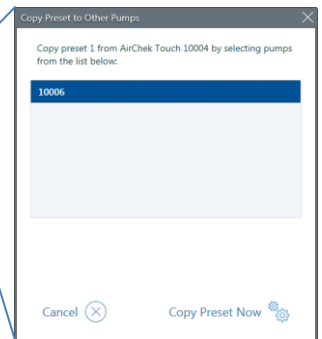 Copy Preset to Other Pumps
Copy preset 1 from AirChek Touch 10004 by selecting pumps
from the list below:
10006
Cancel
Copy Preset Now